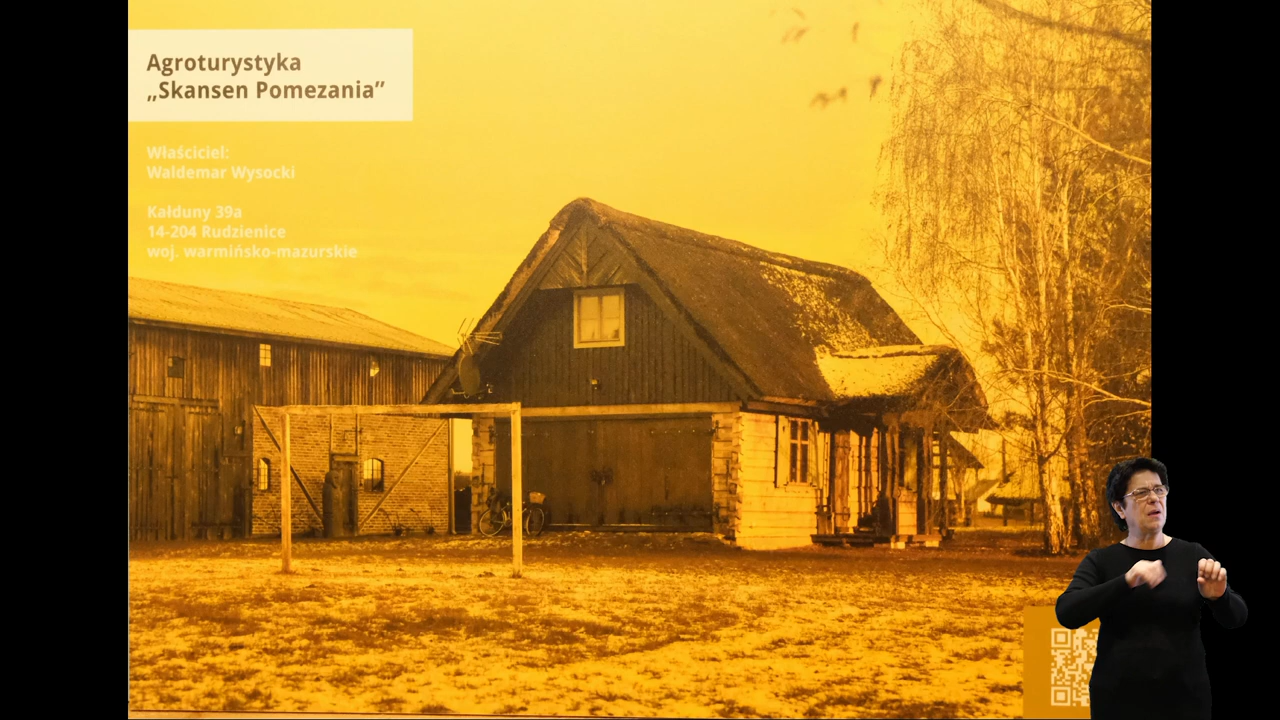 Agroturystyka
„Skansen Pomezania”
Właściciel:
Waldemar Wysocki
Kałduny 39a
14-204 Rudzienice
woj. warmińsko-mazurskie